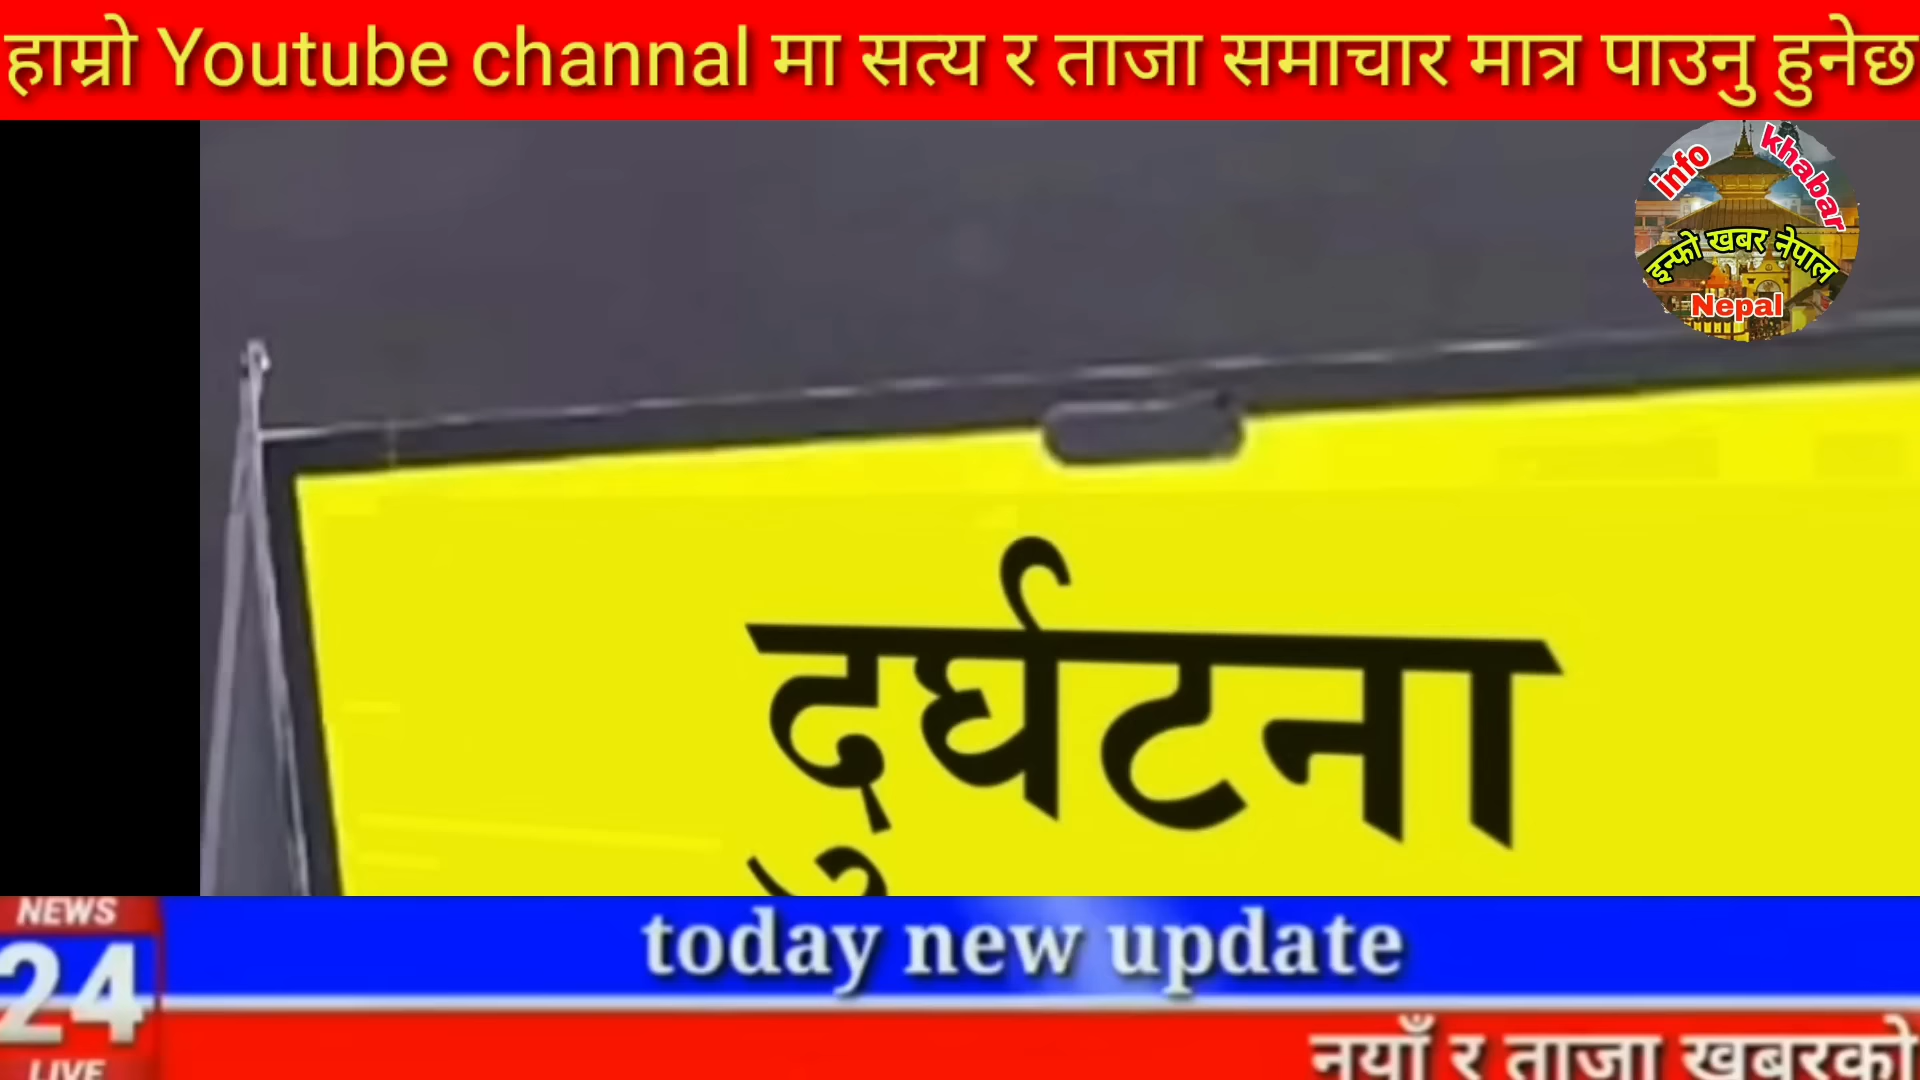 हाम्रो Youtube channal मा सत्य र ताजा समाचार मात्र पाउनु हुनेछ
info khabar
इन्फो खबर नेपाल
Nepal
दुर्घटना
NEWS
24
LIVE
today new update
नयाँ र ताजा खबरको